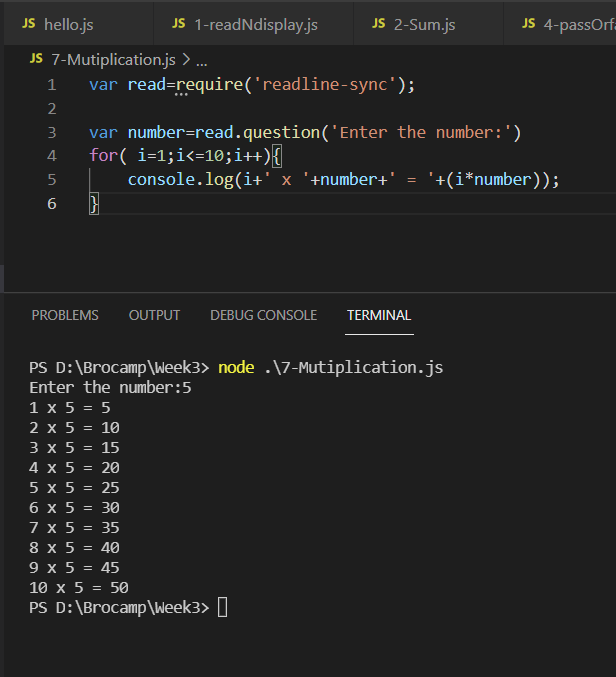 JS hello.js JS 1-readNdisplay.js JS 2-Sum.js JS 4-passOrfa
JS 7-Mutiplication.js > ...
1 var read=require('readline-sync');
2
3 var number=read.question('Enter the number:')
4 for( i=1;i<=10;i++){
5 console.log(i+' x '+number+' = '+(i*number));
6 }
PROBLEMS OUTPUT DEBUG CONSOLE TERMINAL
PS D:\Brocamp\Week3> node .\7-Mutiplication.js
Enter the number:5
1 x 5 = 5
2 x 5 = 10
3 x 5 = 15
4 x 5 = 20
5 x 5 = 25
6 x 5 = 30
7 x 5 = 35
8 x 5 = 40
9 x 5 = 45
10 x 5 = 50
PS D:\Brocamp\Week3>